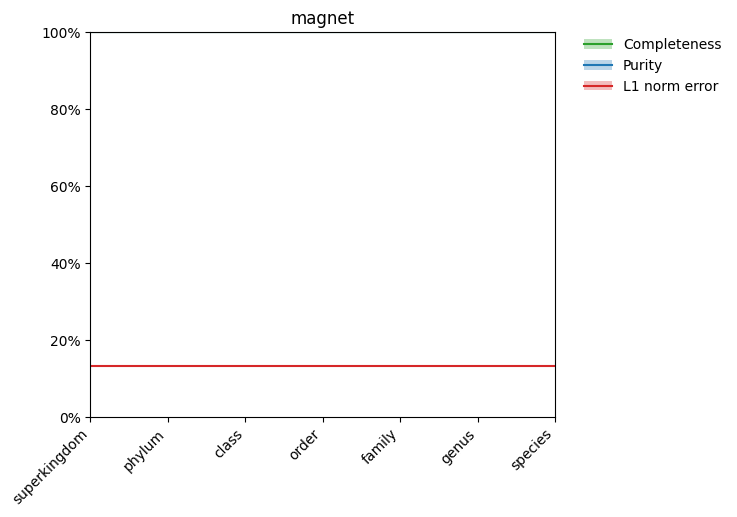 magnet
100%
80%
60%
40%
20%
0%
superkingdom
phylum
class
order
family
genus
species
Completeness
Purity
L1 norm error